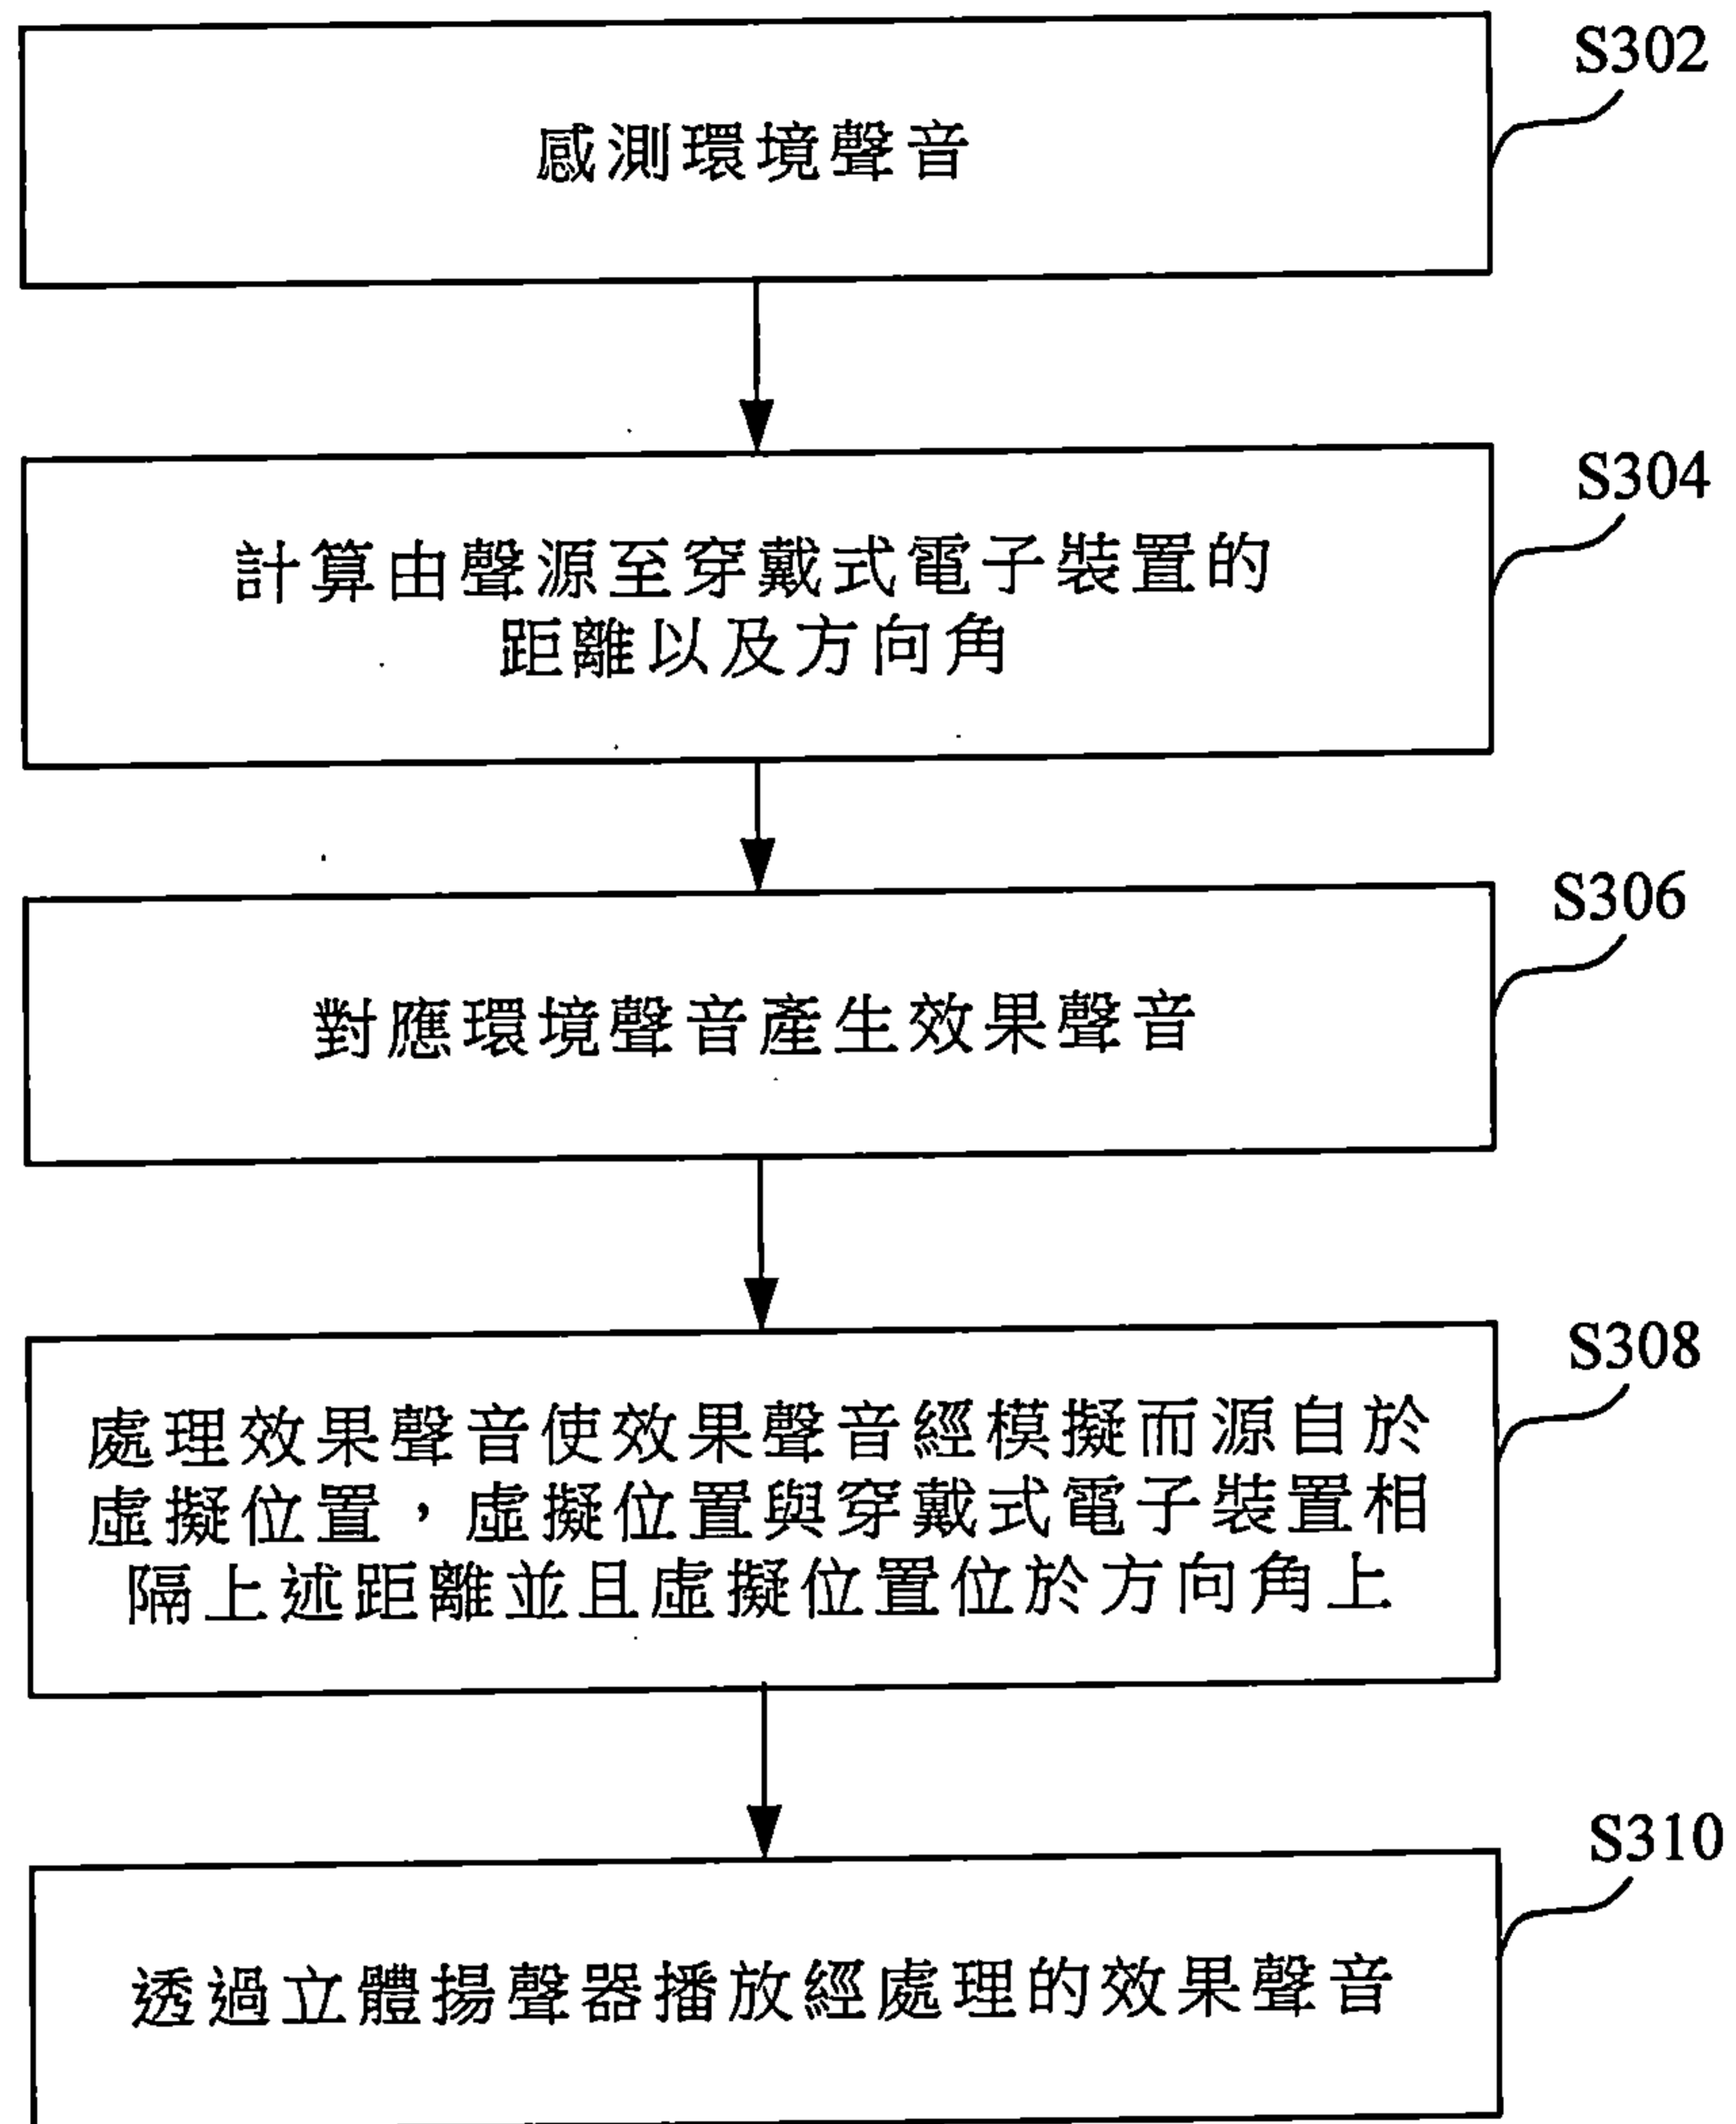 S302
感測環境聲音
S304
計算由聲源至穿戴式電子裝置的
距離以及方向角
S306
對應環境聲音產生效果聲音
S308
處理效果聲音使效果聲音經模擬而源自於
虛擬位置，虛擬位置與穿戴式電子裝置相
隔上述距離並且虛擬位置位於方向角上
S310
透過立體揚聲器播放經處理的效果聲音